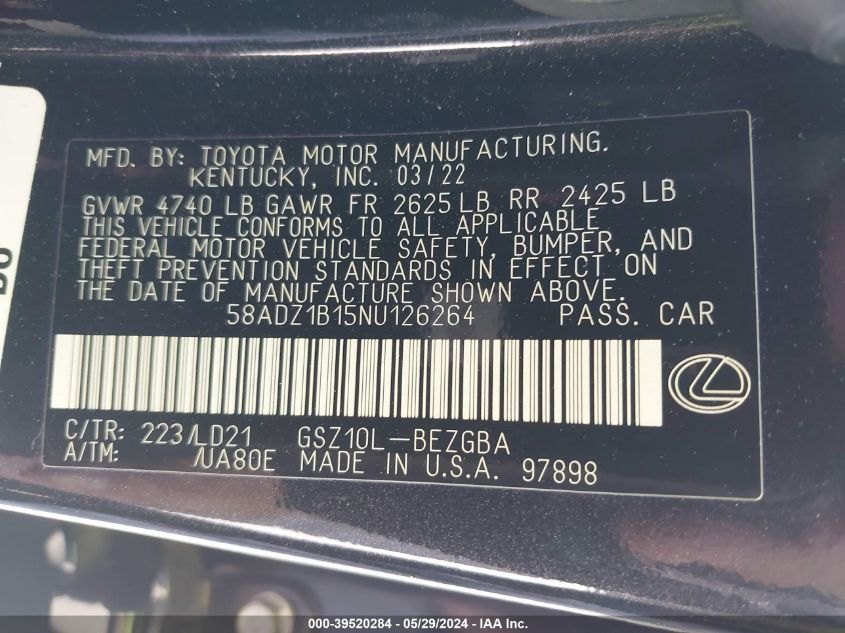 MFD. BY: TOYOTA MOTOR MANUFACTURING.
KENTUCKY, INC. 03/22
GVWR 4740 LB GAWR FR 2625 LB RR 2425 LB
THIS VEHICLE CONFORMS TO ALL APPLICABLE
FEDERAL MOTOR VEHICLE SAFETY, BUMPER, AND
THEFT PREVENTION STANDARDS IN EFFECT ON
THE DATE OF MANUFACTURE SHOWN ABOVE.
58ADZ1B15NU126264 PASS. CAR
C/TR: 223/LD21 GSZ10L-BEZGBA
A/TM: /UA80E MADE IN U.S.A. 97898
000-39520284 - 05/29/2024 - IAA Inc.